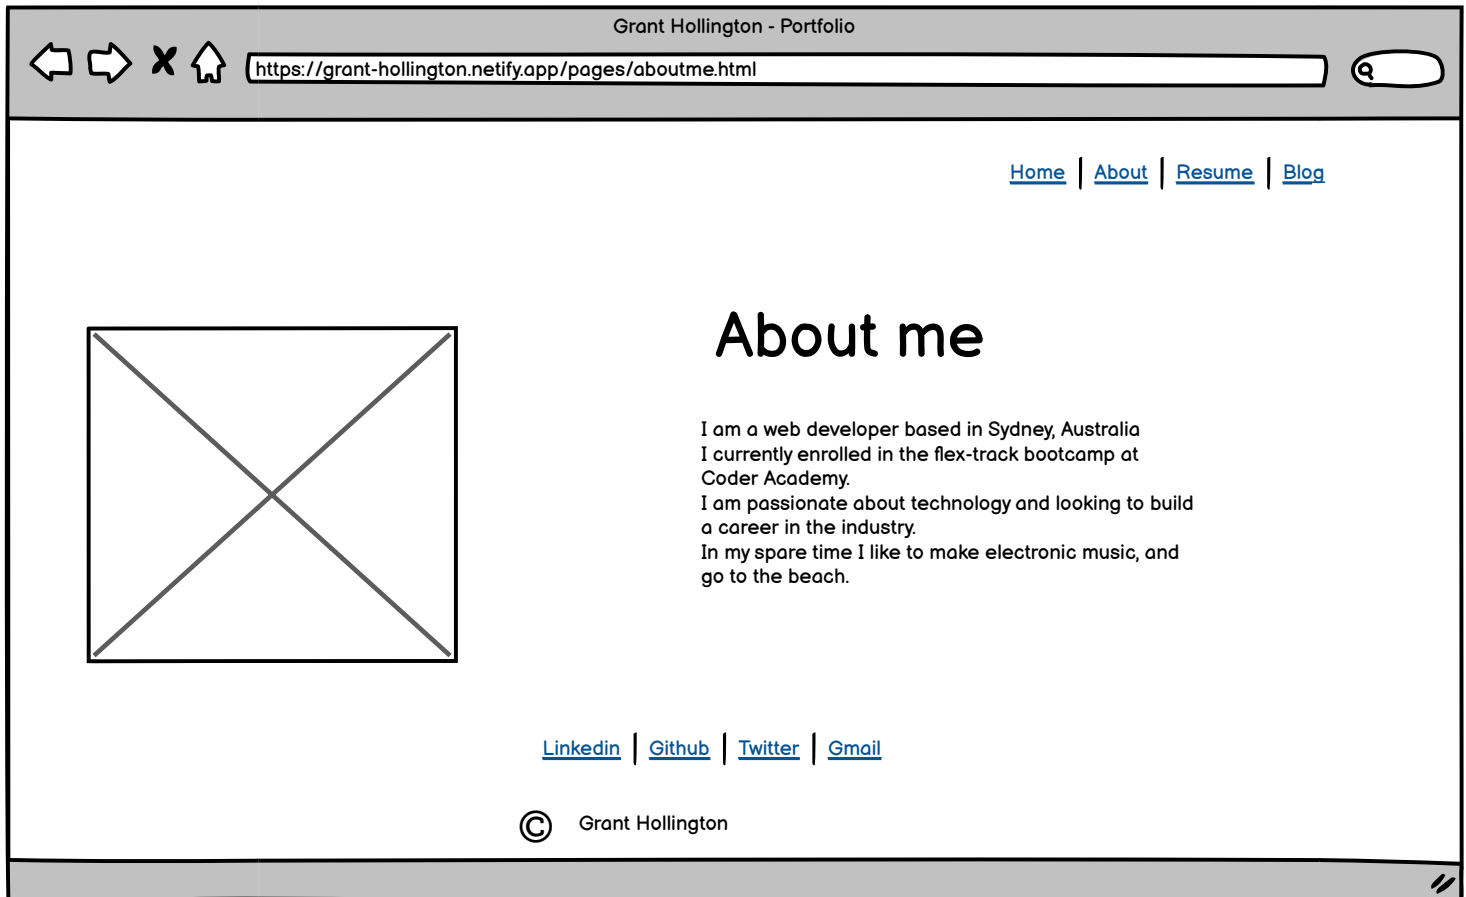 Grant Hollington - Portfolio
https://grant-hollington.netify.app/pages/aboutme.html
Home About Resume Blog
About me
I am a web developer based in Sydney, Australia
I currently enrolled in the flex-track bootcamp at
Coder Academy.
I am passionate about technology and looking to build
a career in the industry.
In my spare time I like to make electronic music, and
go to the beach.
Linkedin Github Twitter Gmail
© Grant Hollington